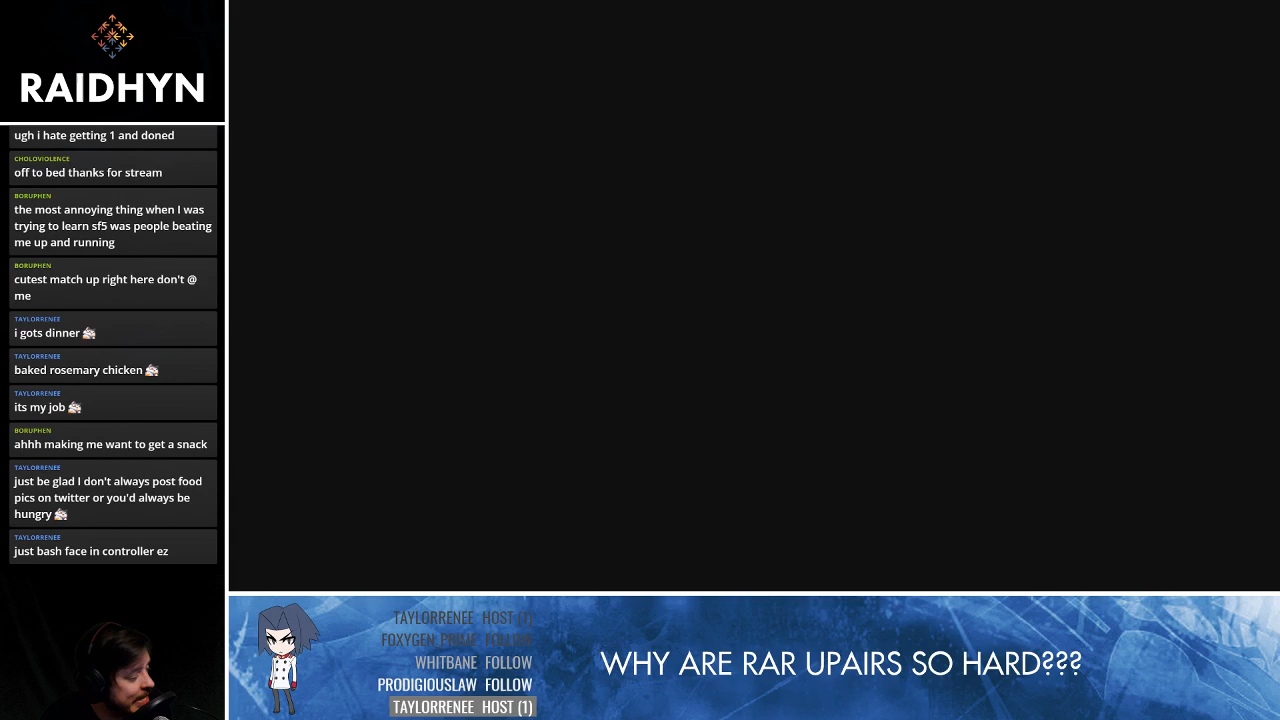 RAIDHYN
ugh i hate getting 1 and doned
CHOLOVIOLENCE
off to bed thanks for stream
BORUPHEN
the most annoying thing when I was
trying to learn sf5 was people beating
me up and running
BORUPHEN
cutest match up right here don't @
me
TAYLORRENEE
i gots dinner
TAYLORRENEE
baked rosemary chicken
TAYLORRENEE
its my job
BORUPHEN
ahhh making me want to get a snack
TAYLORRENEE
just be glad I don't always post food
pics on twitter or you'd always be
hungry
TAYLORRENEE
just bash face in controller ez
TAYLORRENEE HOST (1)
FOXYGEN_PRIME FOLLOW
WHITBANE FOLLOW
PRODIGIOUSLAW FOLLOW
TAYLORRENEE HOST (1)
WHY ARE RAR UPAIRS SO HARD???